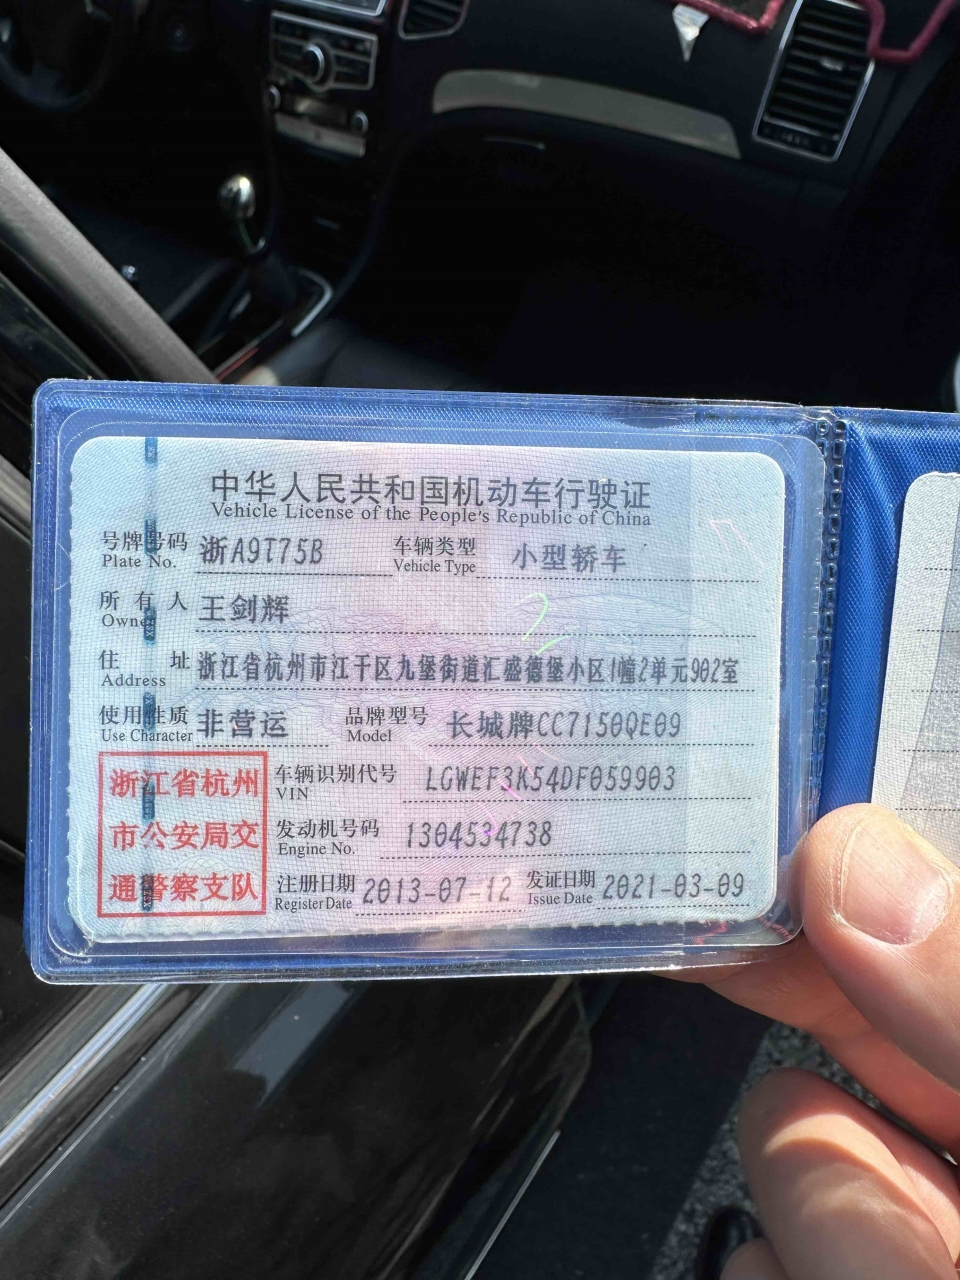 中华人民共和国机动车行驶证
Vehicle License of the People's Republic of China
号牌号码 浙A9T75B 车辆类型 小型轿车
Plate No. Vehicle Type
所有人 王剑辉
Owner
住址 浙江省杭州市江干区九堡街道汇盛德堡小区1幢2单元902室
Address
使用性质 非营运 品牌型号 长城牌CC7150QE09
Use Character Model
浙江省杭州 车辆识别代号 LGWEF3K54DF059903
VIN
市公安局交 发动机号码 1304534738
Engine No.
通警察支队 注册日期 2013-07-12 发证日期 2021-03-09
Register Date Issue Date